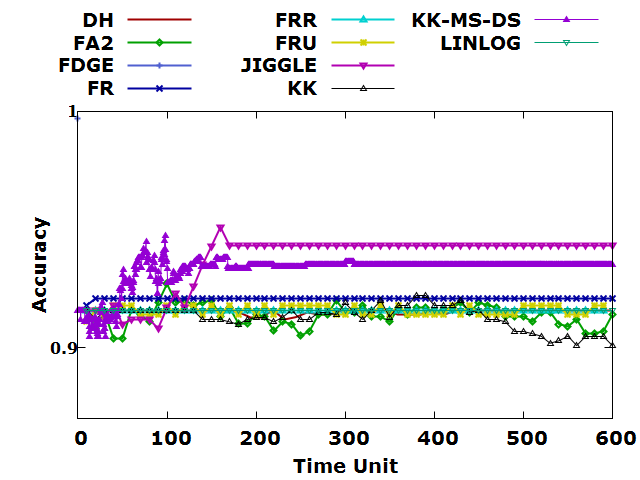 DH FRR KK-MS-DS
FA2 FRU LINLOG
FDGE JIGGLE
FR KK
1
0.9
Accuracy
0 100 200 300 400 500 600
Time Unit